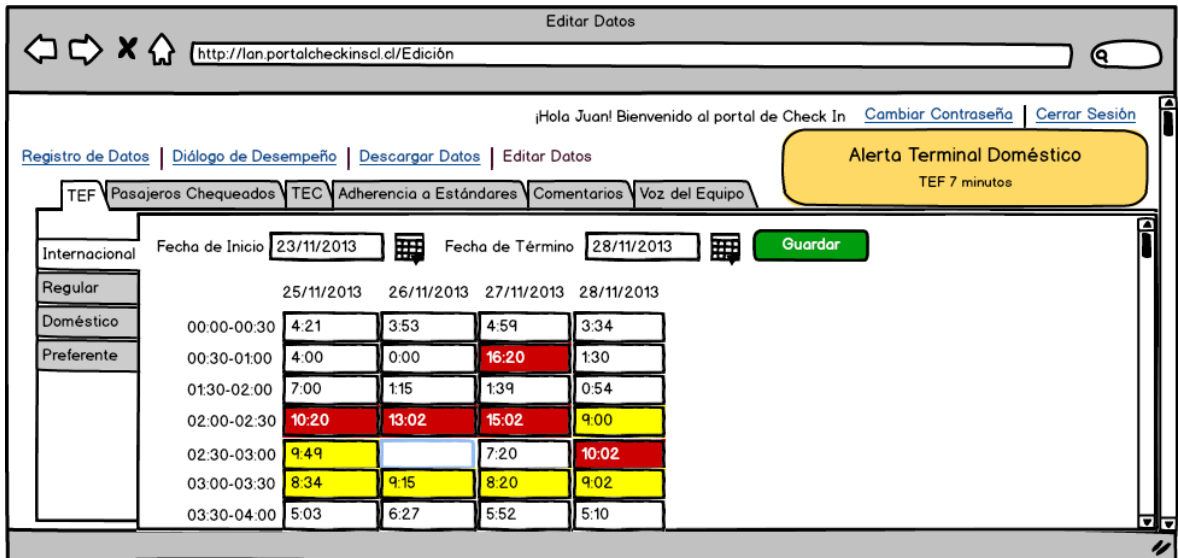 Editar Datos
http://lan.portalcheckinscl.cl/Edición
¡Hola Juan! Bienvenido al portal de Check In Cambiar Contraseña Cerrar Sesión
Registro de Datos Diálogo de Desempeño Descargar Datos Editar Datos
Alerta Terminal Doméstico
TEF 7 minutos
TEF Pasajeros Chequeados TEC Adherencia a Estándares Comentarios Voz del Equipo
Internacional
Regular
Doméstico
Preferente
Fecha de Inicio 23/11/2013 Fecha de Término 28/11/2013 Guardar
25/11/2013 26/11/2013 27/11/2013 28/11/2013
00:00-00:30 4:21 3:53 4:59 3:34
00:30-01:00 4:00 0:00 16:20 1:30
01:30-02:00 7:00 1:15 1:39 0:54
02:00-02:30 10:20 13:02 15:02 9:00
02:30-03:00 9:49 7:20 10:02
03:00-03:30 8:34 9:15 8:20 9:02
03:30-04:00 5:03 6:27 5:52 5:10